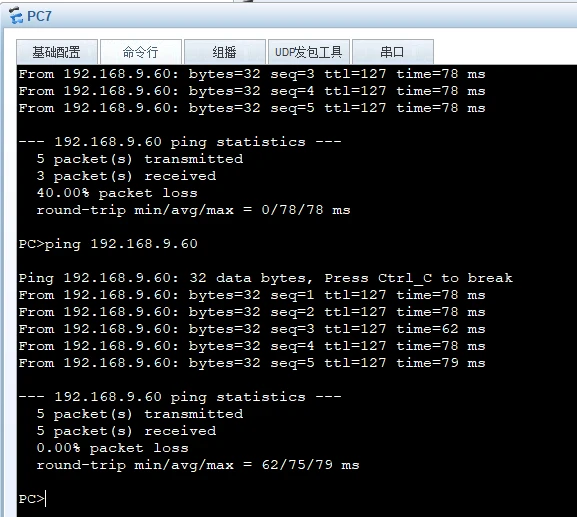 PC7
基础配置 命令行 组播 UDP发包工具 串口
From 192.168.9.60: bytes=32 seq=3 ttl=127 time=78 ms
From 192.168.9.60: bytes=32 seq=4 ttl=127 time=78 ms
From 192.168.9.60: bytes=32 seq=5 ttl=127 time=78 ms
--- 192.168.9.60 ping statistics ---
5 packet(s) transmitted
3 packet(s) received
40.00% packet loss
round-trip min/avg/max = 0/78/78 ms
PC>ping 192.168.9.60
Ping 192.168.9.60: 32 data bytes, Press Ctrl_C to break
From 192.168.9.60: bytes=32 seq=1 ttl=127 time=78 ms
From 192.168.9.60: bytes=32 seq=2 ttl=127 time=78 ms
From 192.168.9.60: bytes=32 seq=3 ttl=127 time=62 ms
From 192.168.9.60: bytes=32 seq=4 ttl=127 time=78 ms
From 192.168.9.60: bytes=32 seq=5 ttl=127 time=79 ms
--- 192.168.9.60 ping statistics ---
5 packet(s) transmitted
5 packet(s) received
0.00% packet loss
round-trip min/avg/max = 62/75/79 ms
PC>